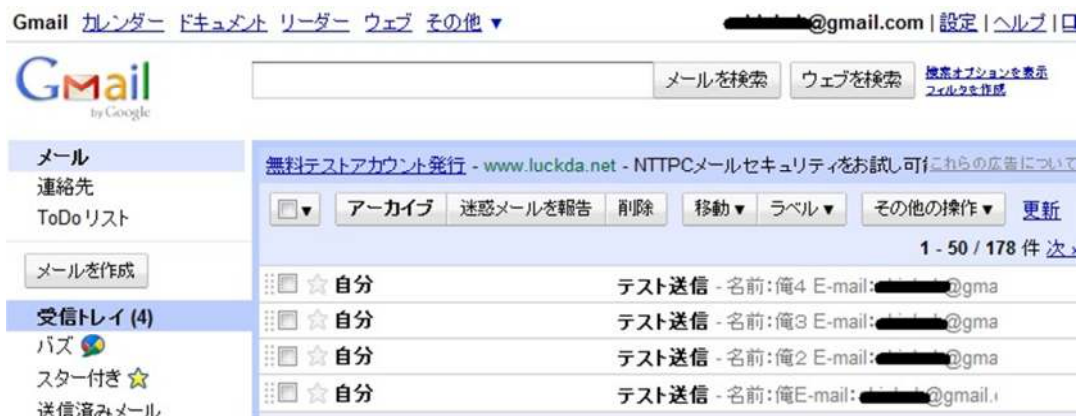 Gmail カレンダー ドキュメント リーダー ウェブ その他 ▼ @gmail.com | 設定 | ヘルプ |
Gmail
by Google
メールを検索 ウェブを検索 検索オプションを表示
フィルタを作成
メール
連絡先
ToDo リスト
メールを作成
受信トレイ (4)
バズ
スター付き
送信済みメール
無料テストアカウント発行 - www.luckda.net - NTTPCメールセキュリティをお試し可 これらの広告について
▼ アーカイブ 迷惑メールを報告 削除 移動 ▼ ラベル ▼ その他の操作 ▼ 更新
1 - 50 / 178 件 次 ›
自分 テスト送信 - 名前:俺4 E-mail: @gma
自分 テスト送信 - 名前:俺3 E-mail: @gma
自分 テスト送信 - 名前:俺2 E-mail: @gma
自分 テスト送信 - 名前:俺E-mail: @gmail.